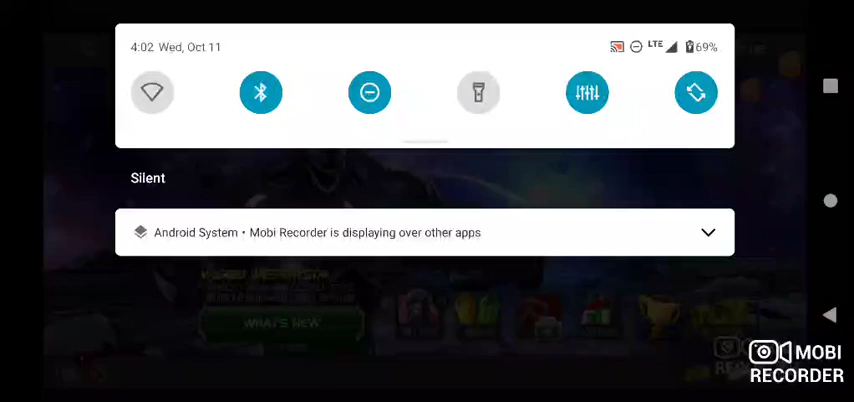 4:02 Wed, Oct 11
LTE 69%
Silent
Android System • Mobi Recorder is displaying over other apps
WHAT'S NEW
MOBI
RECORDER